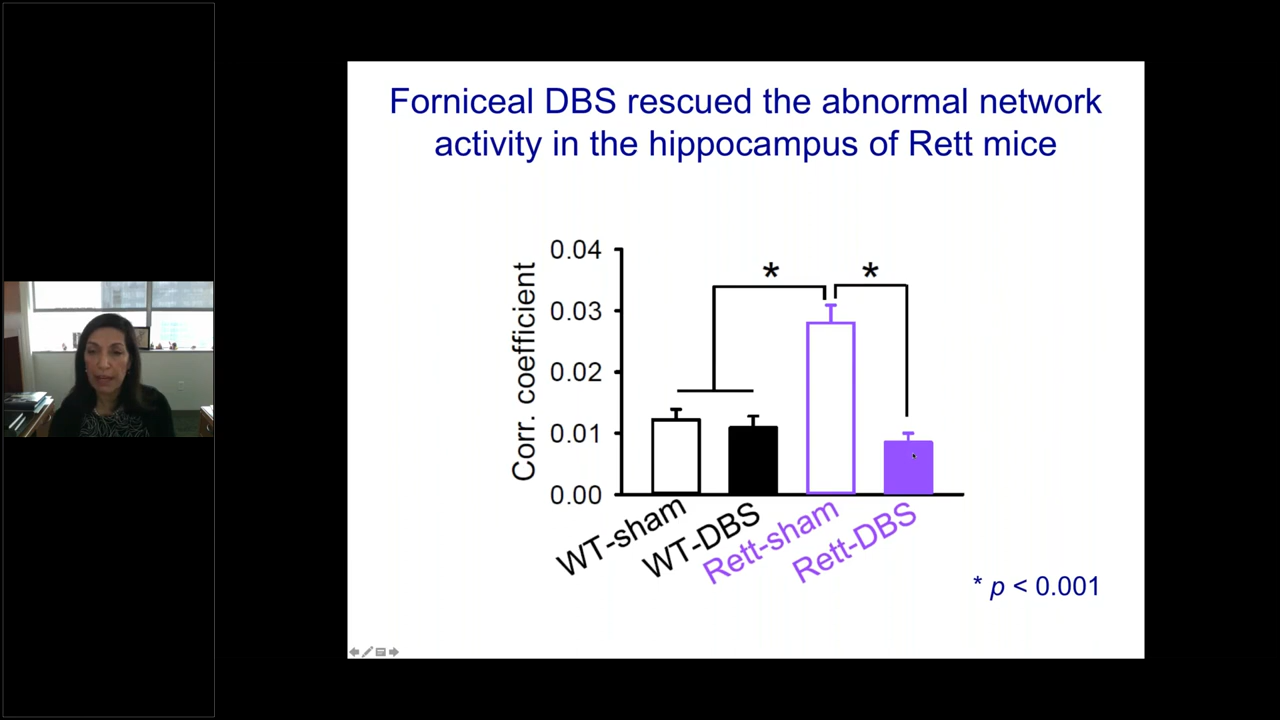 Forniceal DBS rescued the abnormal network
activity in the hippocampus of Rett mice
Corr. coefficient
0.04
0.03
0.02
0.01
0.00
*
*
WT-sham
WT-DBS
Rett-sham
Rett-DBS
* p < 0.001